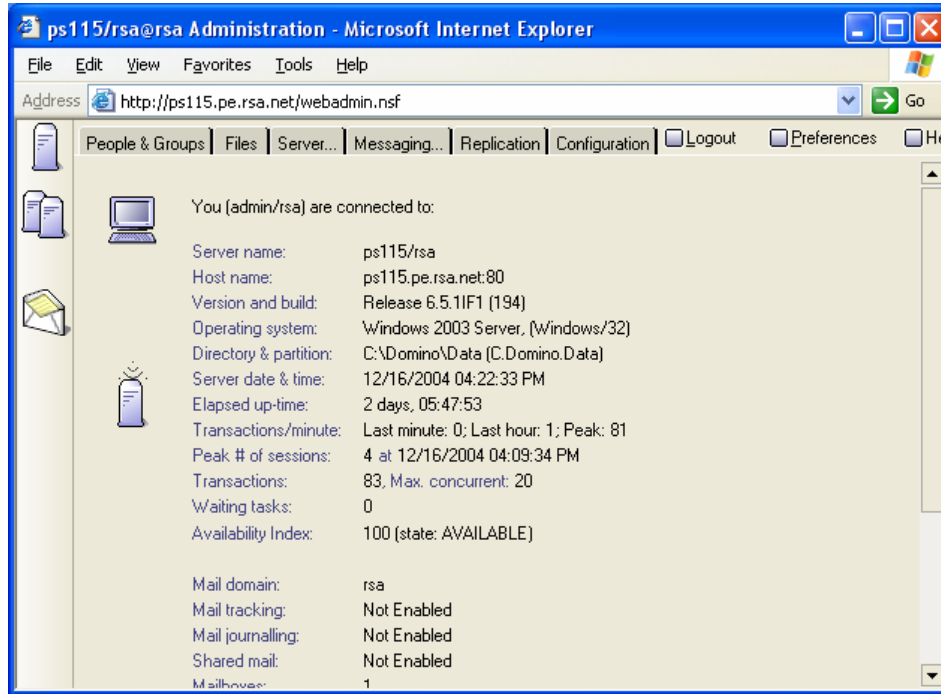 ps115/rsa@rsa Administration - Microsoft Internet Explorer
File Edit View Favorites Tools Help
Address http://ps115.pe.rsa.net/webadmin.nsf Go
People & Groups Files Server... Messaging... Replication Configuration Logout Preferences
You (admin/rsa) are connected to:
Server name: ps115/rsa
Host name: ps115.pe.rsa.net:80
Version and build: Release 6.5.1IF1 (194)
Operating system: Windows 2003 Server, (Windows/32)
Directory & partition: C:\Domino\Data (C.Domino.Data)
Server date & time: 12/16/2004 04:22:33 PM
Elapsed up-time: 2 days, 05:47:53
Transactions/minute: Last minute: 0; Last hour: 1; Peak: 81
Peak # of sessions: 4 at 12/16/2004 04:09:34 PM
Transactions: 83, Max. concurrent: 20
Waiting tasks: 0
Availability Index: 100 (state: AVAILABLE)
Mail domain: rsa
Mail tracking: Not Enabled
Mail journalling: Not Enabled
Shared mail: Not Enabled
Mailboxes: 1